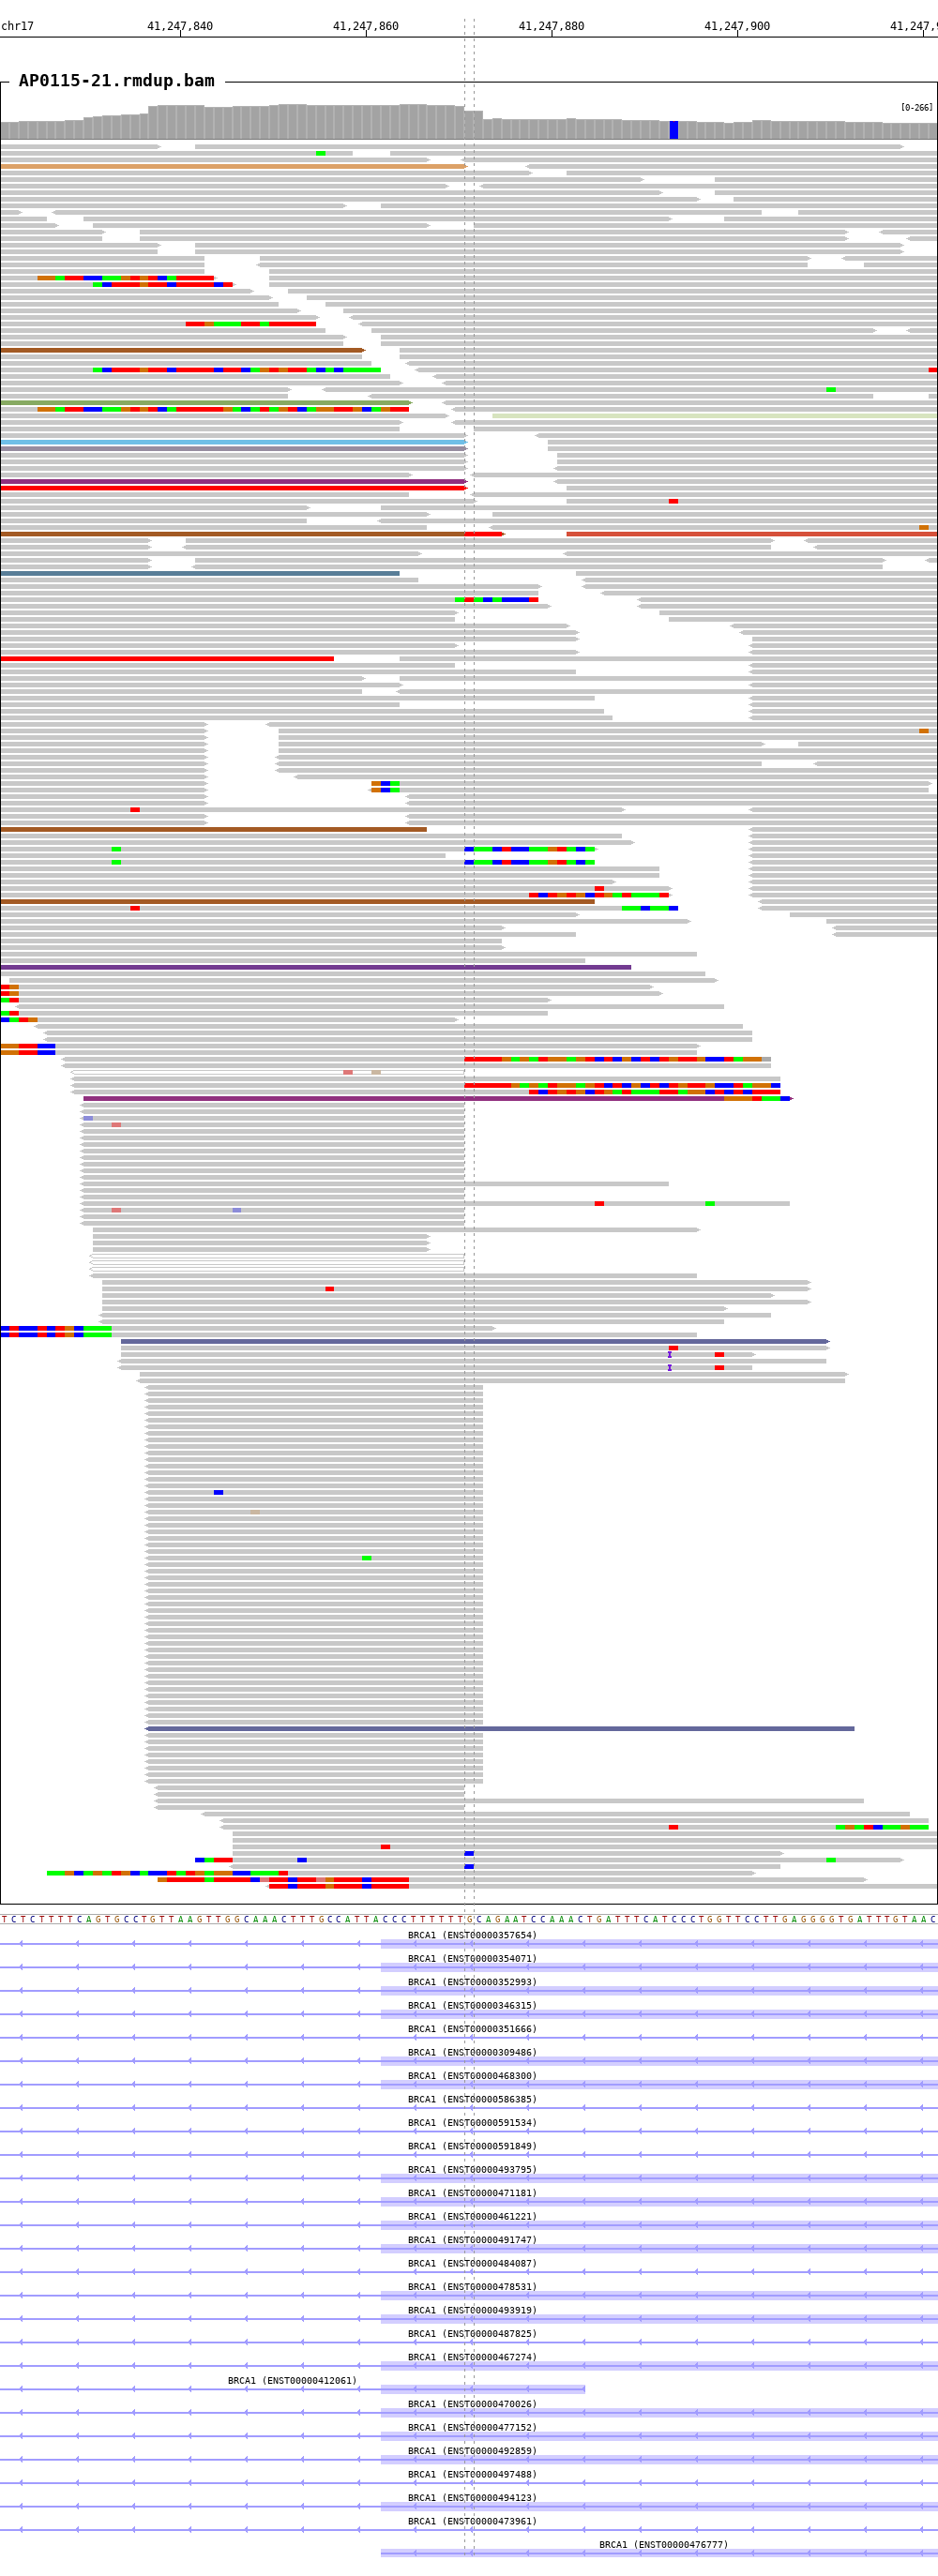 chr17 41,247,840 41,247,860 41,247,880 41,247,900 41,247,9
AP0115-21.rmdup.bam
[0-266]
TCTCTTTTCAGTGCCTGTTAAGTTGGCAAACTTTGCCATTACCCTTTTTTGCAGAATCCAAACTGATTTCATCCCTGGTTCCTTGAGGGGTGATTTGTAAC
BRCA1 (ENST00000357654)
BRCA1 (ENST00000354071)
BRCA1 (ENST00000352993)
BRCA1 (ENST00000346315)
BRCA1 (ENST00000351666)
BRCA1 (ENST00000309486)
BRCA1 (ENST00000468300)
BRCA1 (ENST00000586385)
BRCA1 (ENST00000591534)
BRCA1 (ENST00000591849)
BRCA1 (ENST00000493795)
BRCA1 (ENST00000471181)
BRCA1 (ENST00000461221)
BRCA1 (ENST00000491747)
BRCA1 (ENST00000484087)
BRCA1 (ENST00000478531)
BRCA1 (ENST00000493919)
BRCA1 (ENST00000487825)
BRCA1 (ENST00000467274)
BRCA1 (ENST00000412061)
BRCA1 (ENST00000470026)
BRCA1 (ENST00000477152)
BRCA1 (ENST00000492859)
BRCA1 (ENST00000497488)
BRCA1 (ENST00000494123)
BRCA1 (ENST00000473961)
BRCA1 (ENST00000476777)